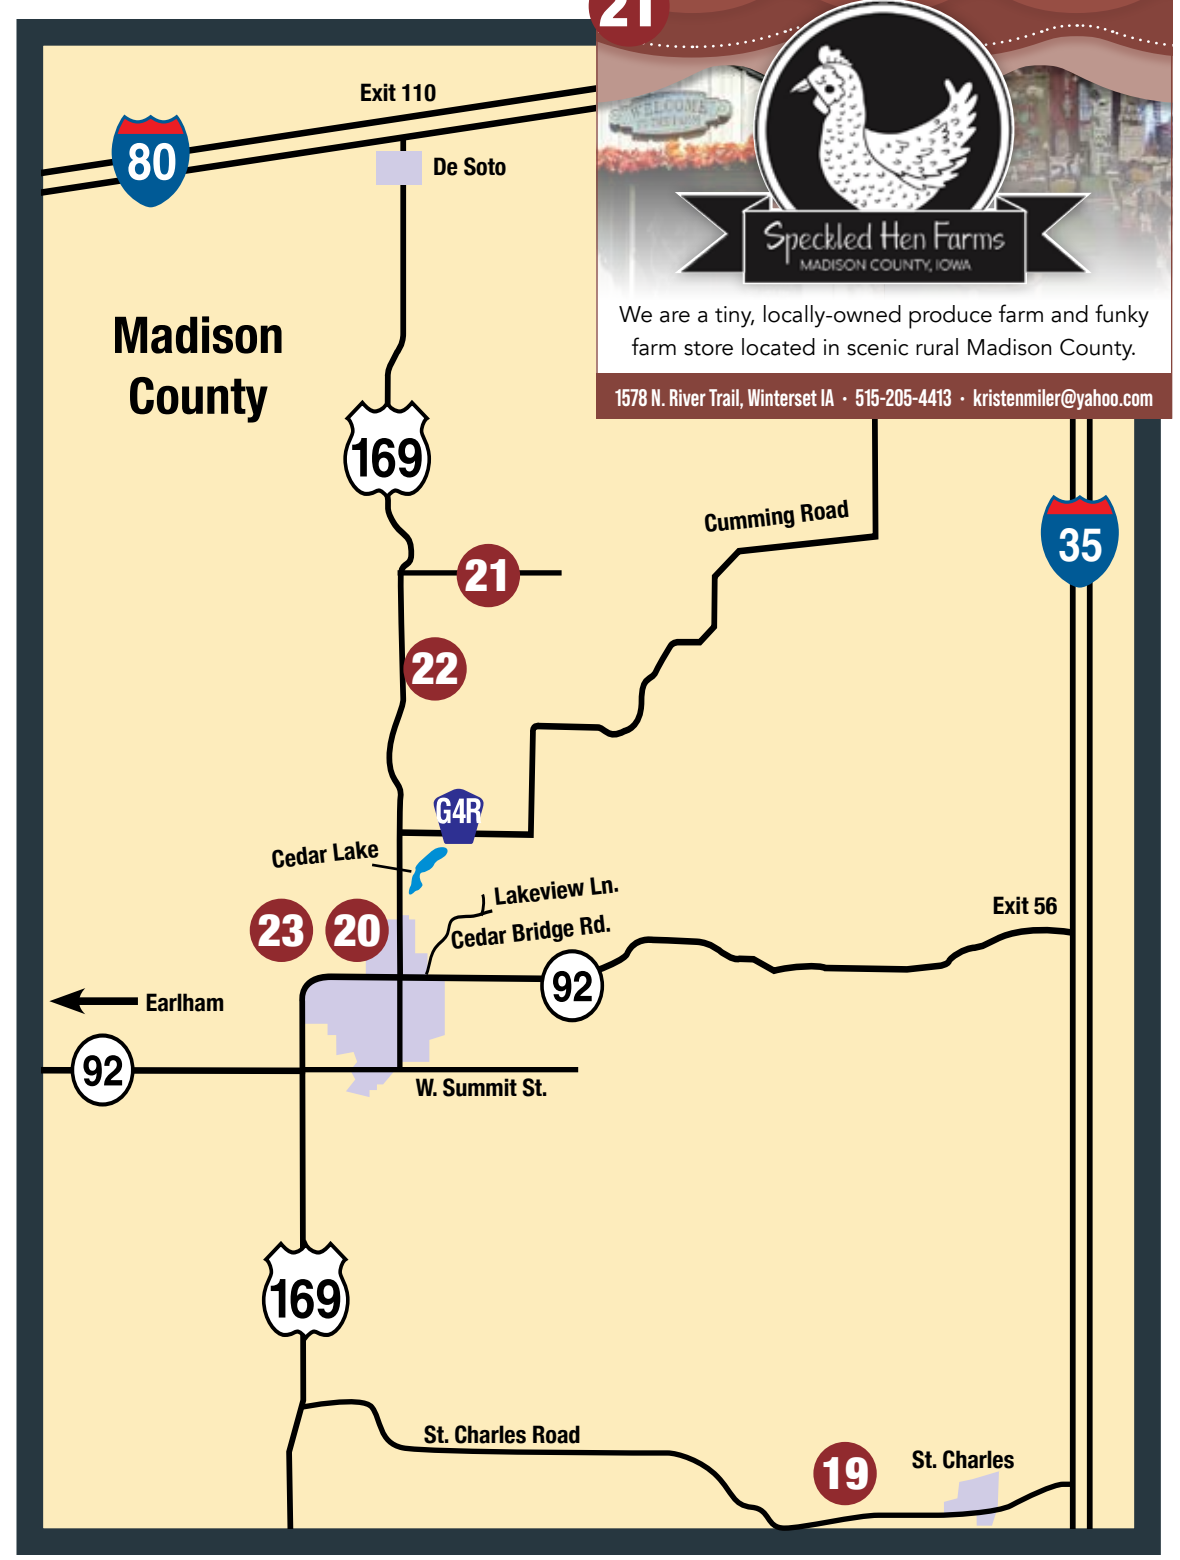 21
WELCOME
Speckled Hen Farms
MADISON COUNTY, IOWA
We are a tiny, locally-owned produce farm and funky
farm store located in scenic rural Madison County.
1578 N. River Trail, Winterset IA · 515-205-4413 · kristenmiler@yahoo.com
Exit 110
80
De Soto
Madison
County
169
Cumming Road
35
21
22
G4R
Cedar Lake
Lakeview Ln.
Cedar Bridge Rd.
Exit 56
23
20
92
Earlham
92
W. Summit St.
169
St. Charles Road
St. Charles
19